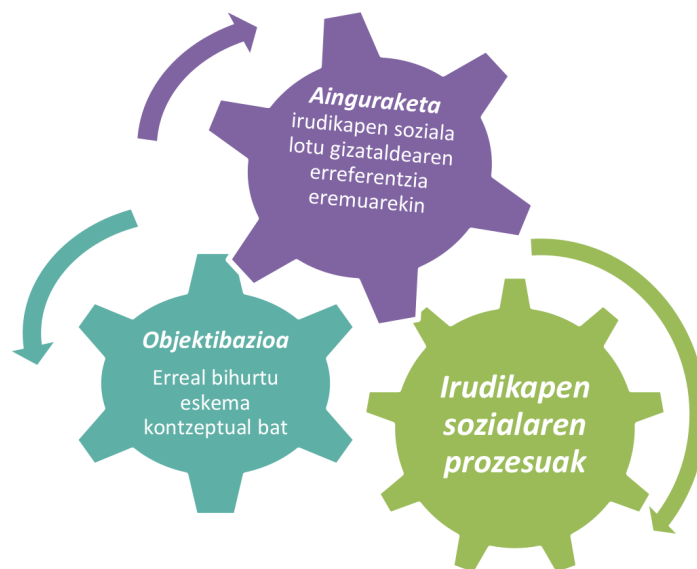 Ainguraketa
irudikapen soziala
lotu gizataldearen
erreferentzia
eremuarekin
Objektibazioa
Erreal bihurtu
eskema
kontzeptual bat
Irudikapen
sozialaren
prozesuak